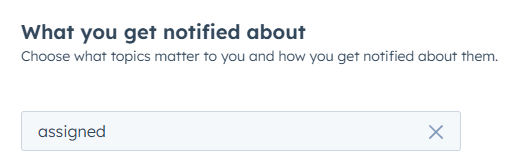 What you get notified about
Choose what topics matter to you and how you get notified about them.
assigned